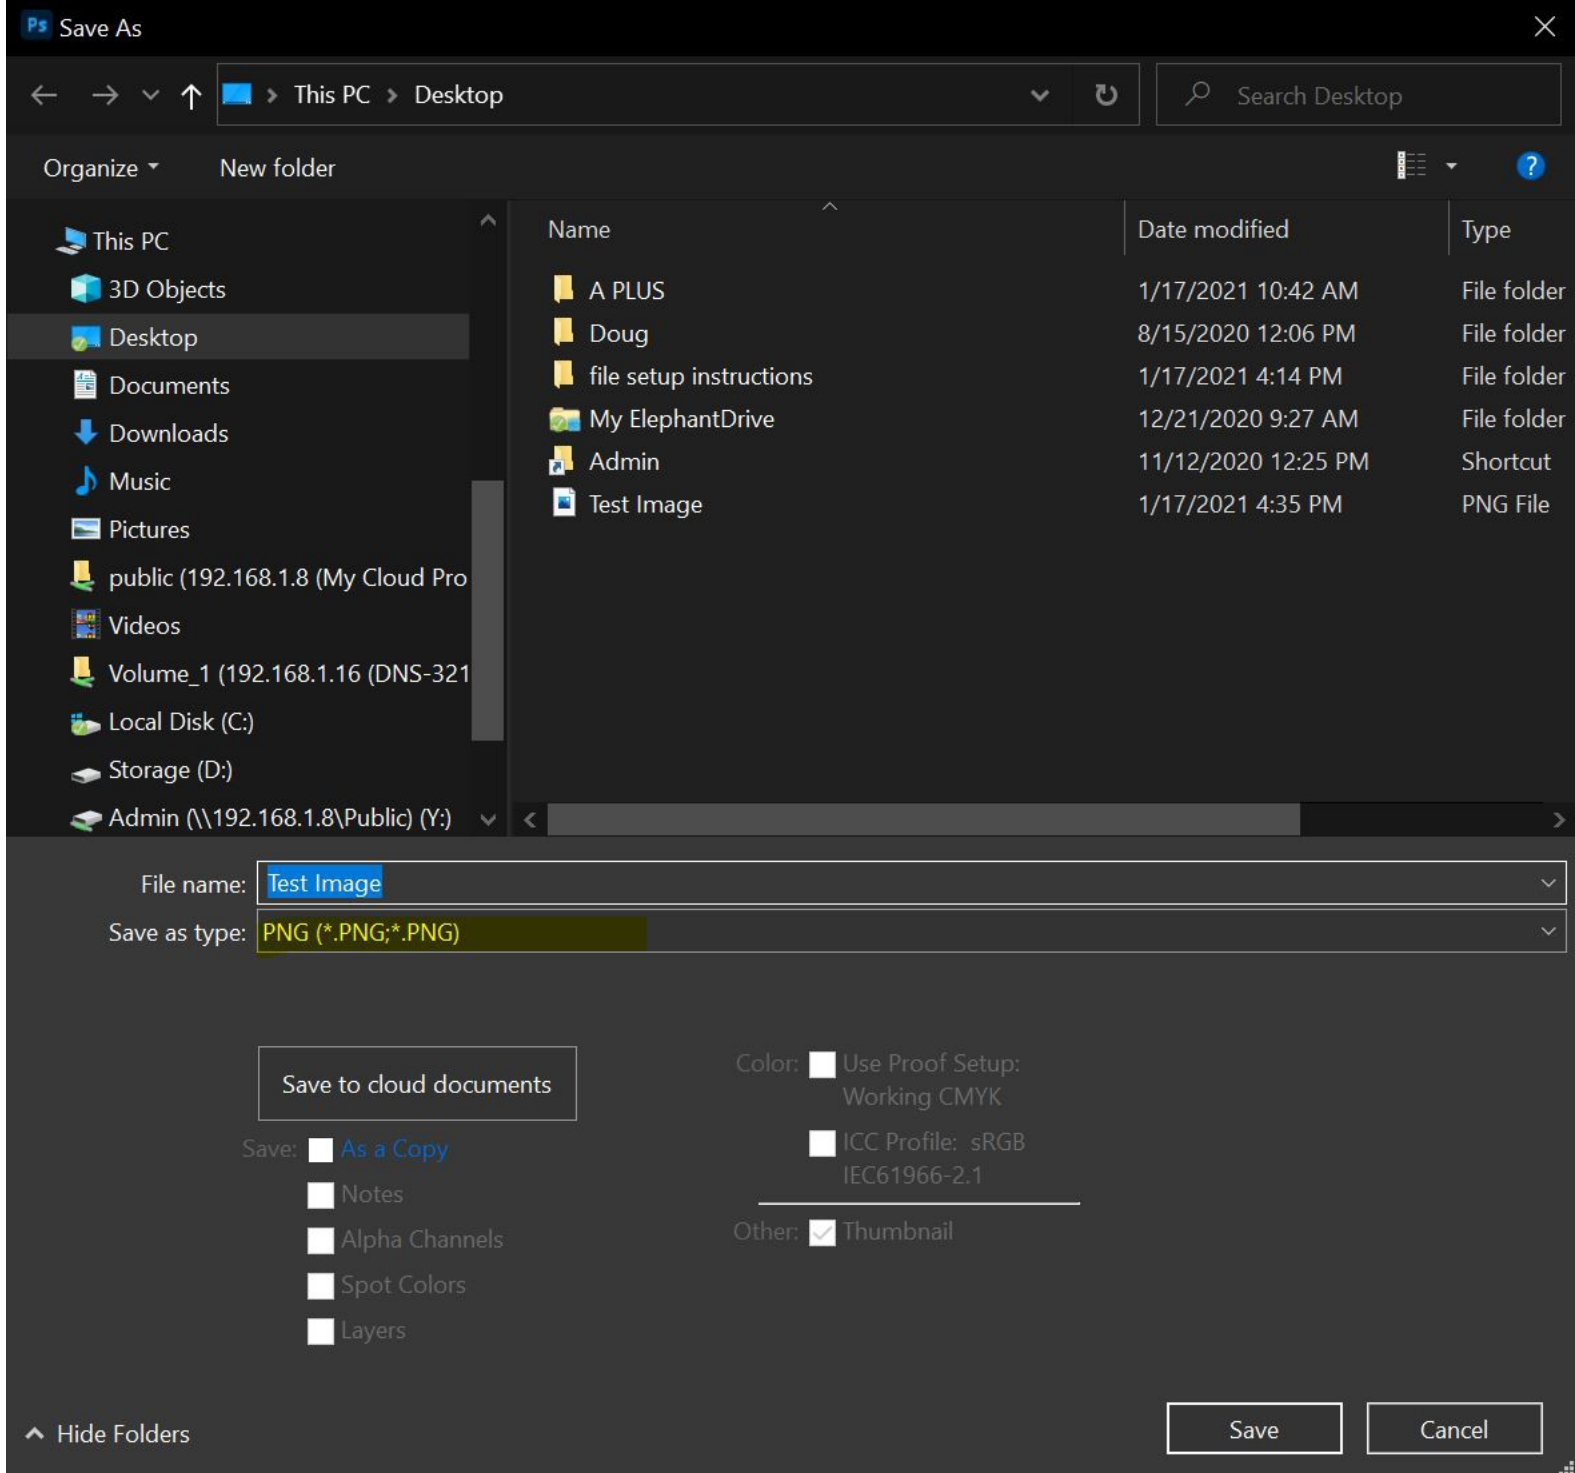 Ps Save As
This PC > Desktop
Search Desktop
Organize
New folder
?
This PC
3D Objects
Desktop
Documents
Downloads
Music
Pictures
public (192.168.1.8 (My Cloud Pro
Videos
Volume_1 (192.168.1.16 (DNS-321
Local Disk (C:)
Storage (D:)
Admin (\\192.168.1.8\Public) (Y:)
Name Date modified Type
A PLUS 1/17/2021 10:42 AM File folder
Doug 8/15/2020 12:06 PM File folder
file setup instructions 1/17/2021 4:14 PM File folder
My ElephantDrive 12/21/2020 9:27 AM File folder
Admin 11/12/2020 12:25 PM Shortcut
Test Image 1/17/2021 4:35 PM PNG File
File name: Test Image
Save as type: PNG (*.PNG;*.PNG)
Save to cloud documents
Save: As a Copy
Notes
Alpha Channels
Spot Colors
Layers
Color: Use Proof Setup:
Working CMYK
ICC Profile: sRGB
IEC61966-2.1
Other: Thumbnail
Hide Folders
Save
Cancel